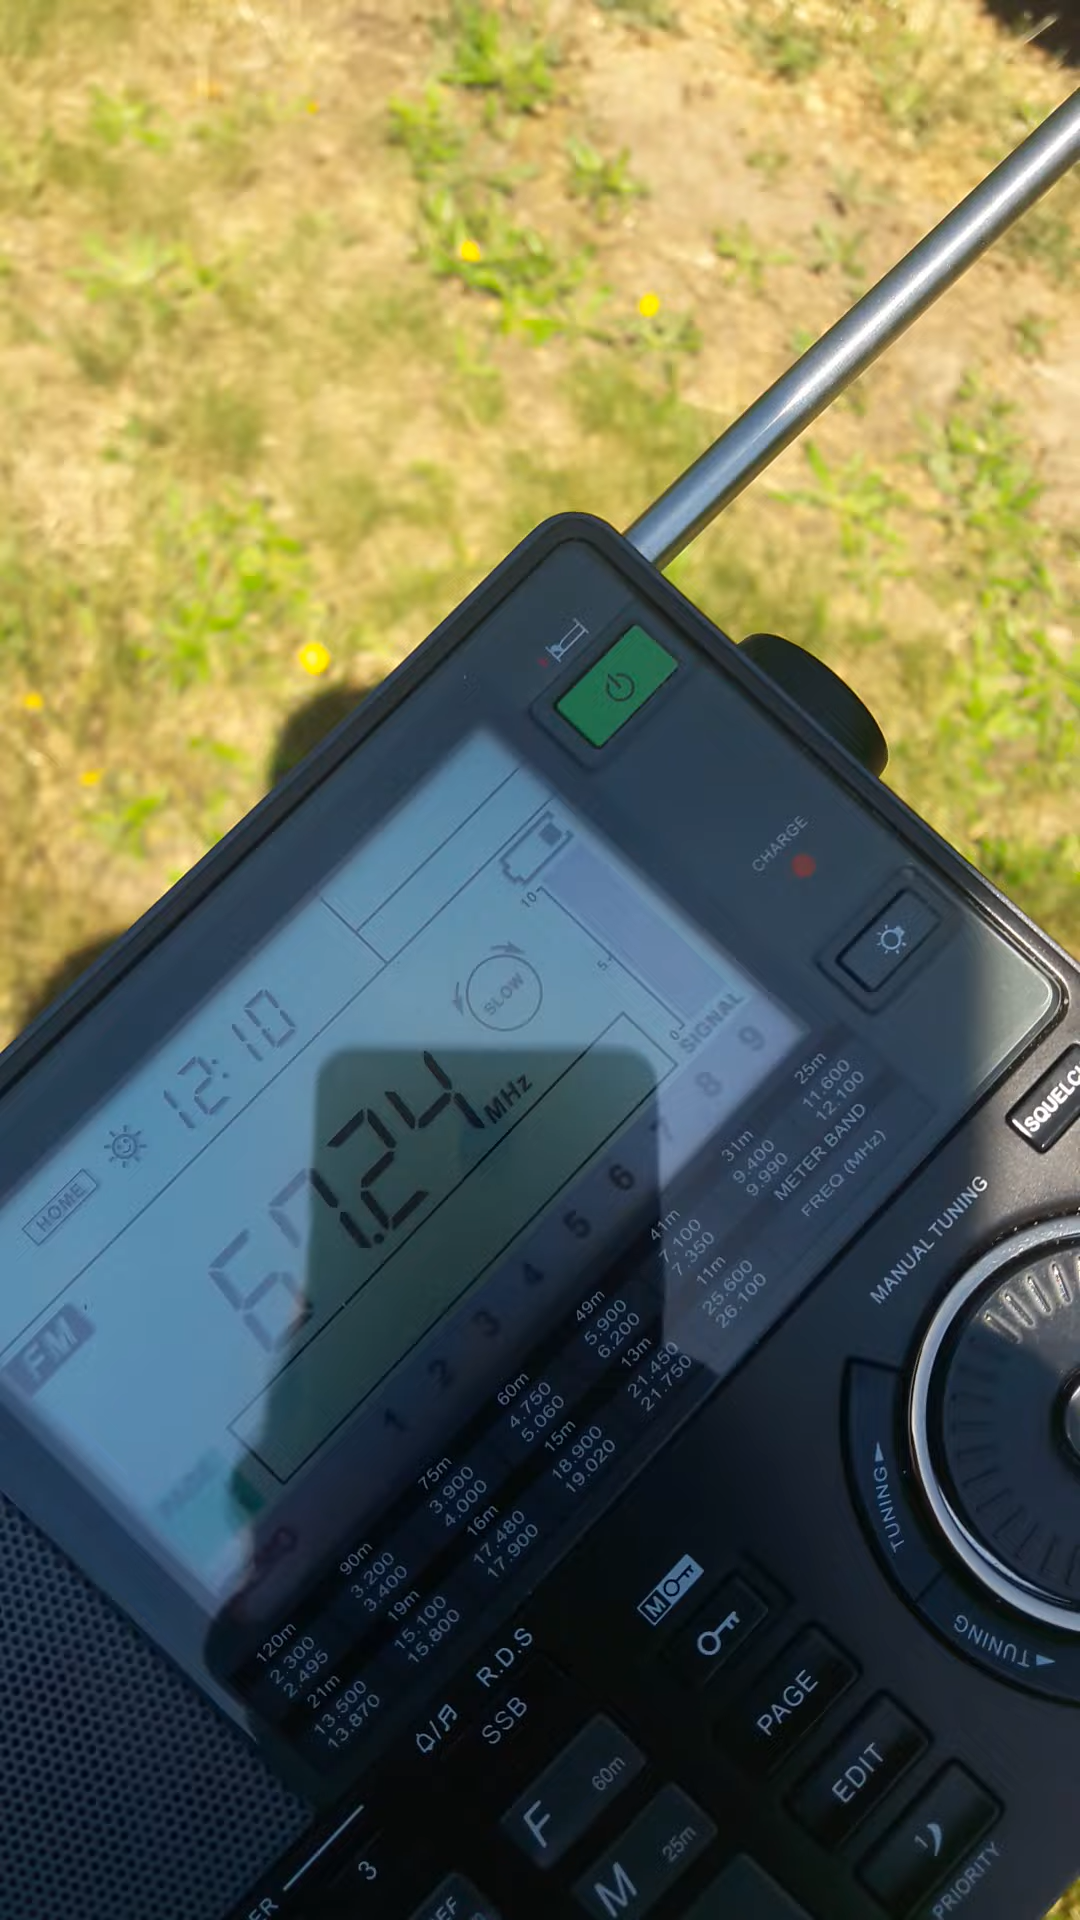 CHARGE
10
5
0
SIGNAL
SLOW
12:10
HOME
67.24 MHz
FM
1 2 3 4 5 6 7 8 9
25m
11.600
12.100
METER BAND
FREQ (MHz)
31m
9.400
9.990
41m
7.100
7.350
11m
25.600
26.100
49m
5.900
6.200
13m
21.450
21.750
60m
4.750
5.060
15m
18.900
19.020
75m
3.900
4.000
16m
17.480
17.900
90m
3.200
3.400
19m
15.100
15.800
120m
2.300
2.495
21m
13.500
13.870
MANUAL TUNING
TUNING
TUNING
R.D.S
SSB
M
PAGE
EDIT
PRIORITY
F 60m
M 25m
3